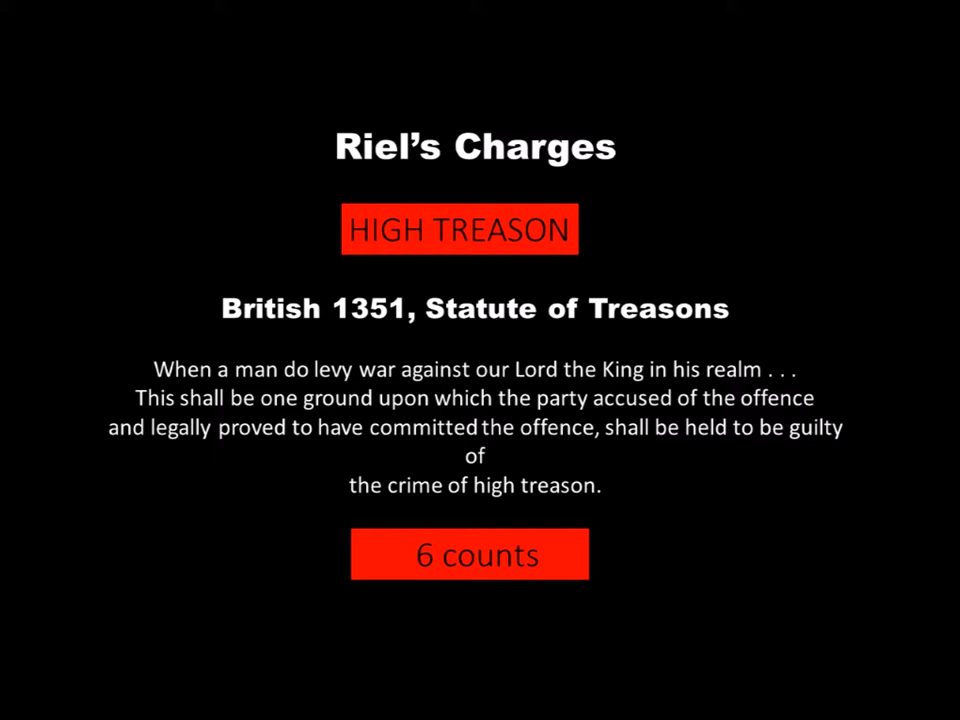 Riel’s Charges
HIGH TREASON
British 1351, Statute of Treasons
When a man do levy war against our Lord the King in his realm . . .
This shall be one ground upon which the party accused of the offence
and legally proved to have committed the offence, shall be held to be guilty
of
the crime of high treason.
6 counts